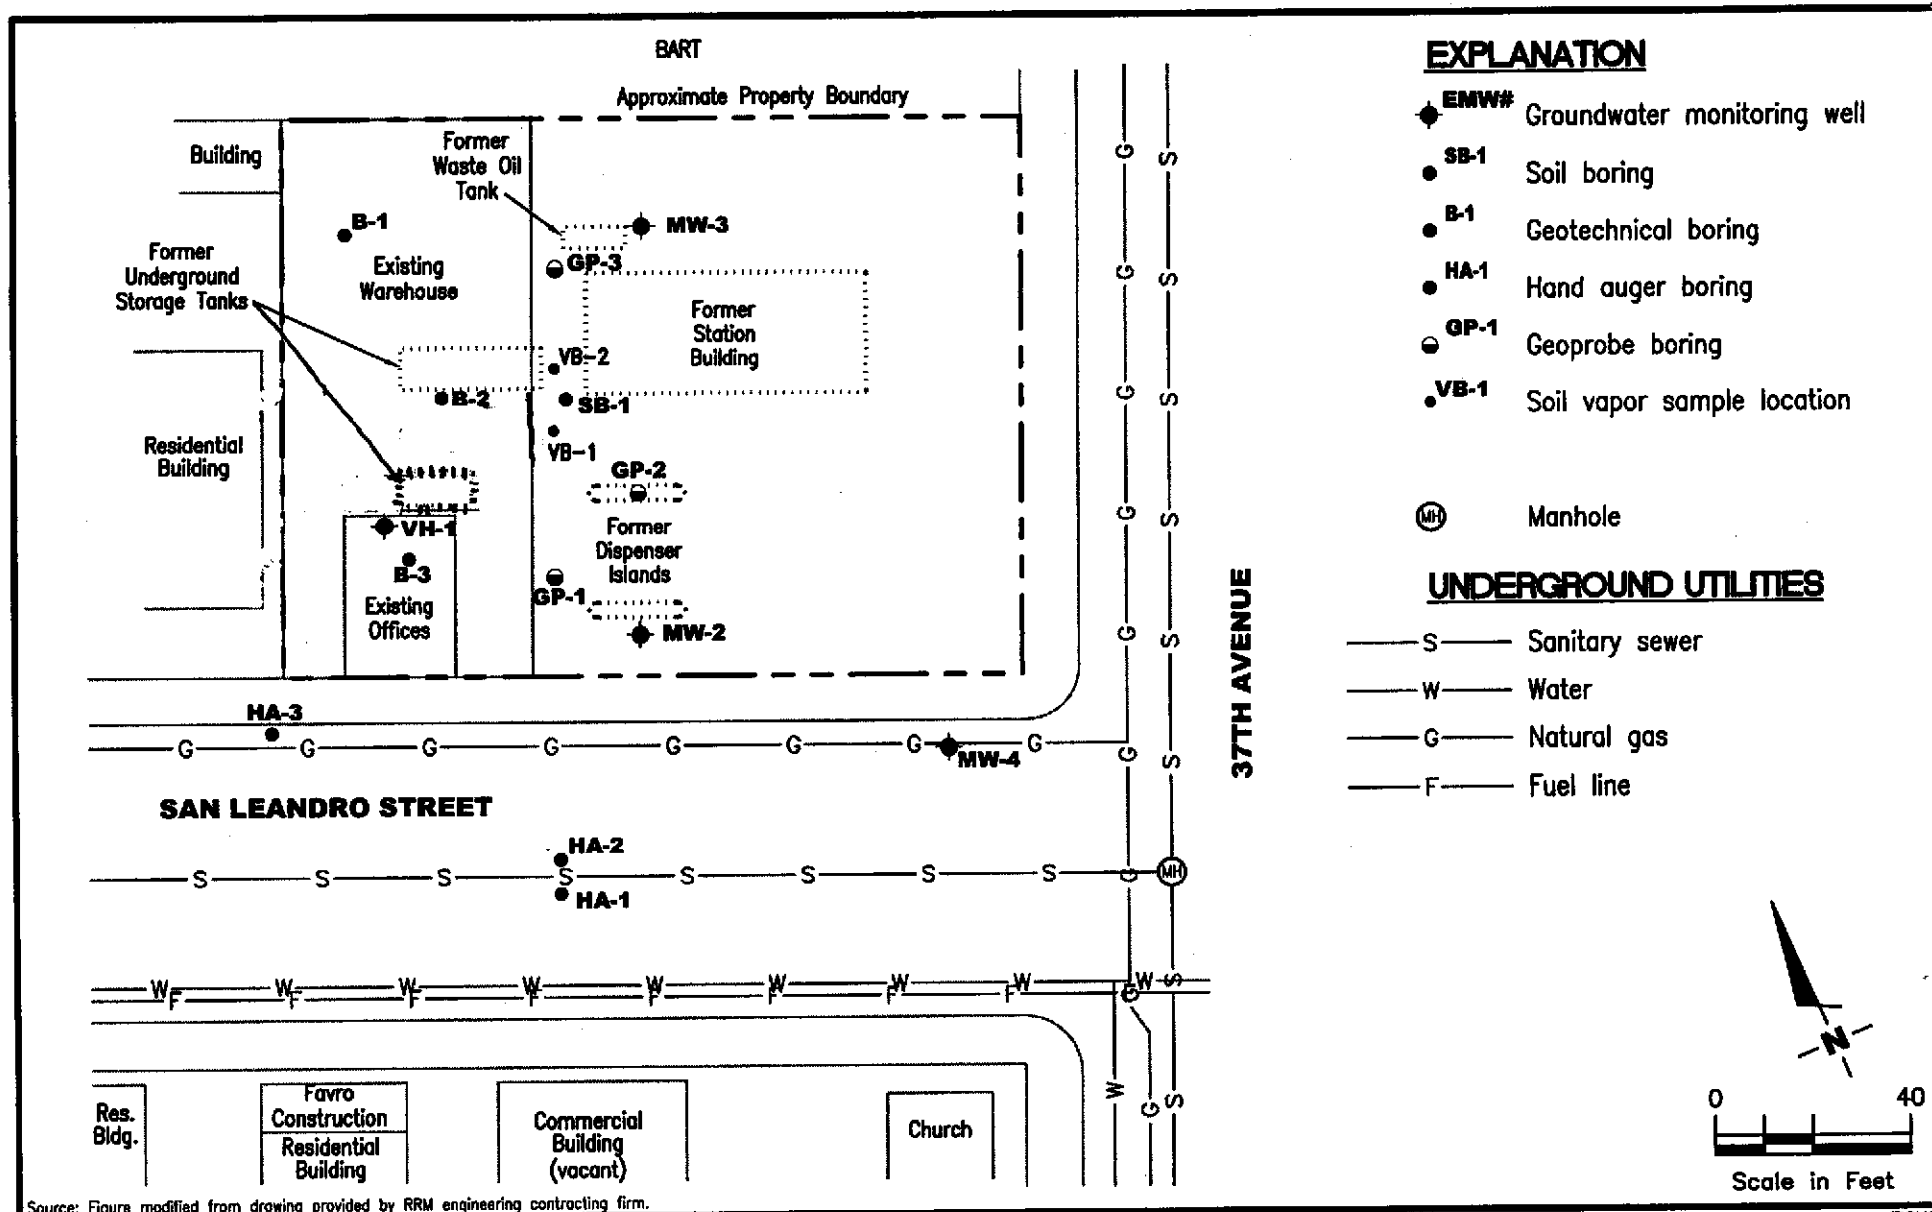 BART
Approximate Property Boundary
Building
Former
Waste Oil
Tank
B-1
MW-3
Former
Underground
Storage Tanks
Existing
Warehouse
GP-3
Former
Station
Building
VB-2
B-2
SB-1
VB-1
Residential
Building
GP-2
VH-1
Former
Dispenser
Islands
B-3
GP-1
Existing
Offices
MW-2
HA-3
G G G G G G G G
MW-4
SAN LEANDRO STREET
37TH AVENUE
HA-2
S S S S S S S S
HA-1
MH
W W W W W W W W W
F F F F F F F F
G G G G G G G G
S S S S S S S S
W
G
S
Res.
Bldg.
Favro
Construction
Residential
Building
Commercial
Building
(vacant)
Church
Source: Figure modified from drawing provided by RRM engineering contracting firm.
EXPLANATION
EMW# Groundwater monitoring well
SB-1 Soil boring
B-1 Geotechnical boring
HA-1 Hand auger boring
GP-1 Geoprobe boring
VB-1 Soil vapor sample location
MH Manhole
UNDERGROUND UTILITIES
S Sanitary sewer
W Water
G Natural gas
F Fuel line
N
0 40
Scale in Feet